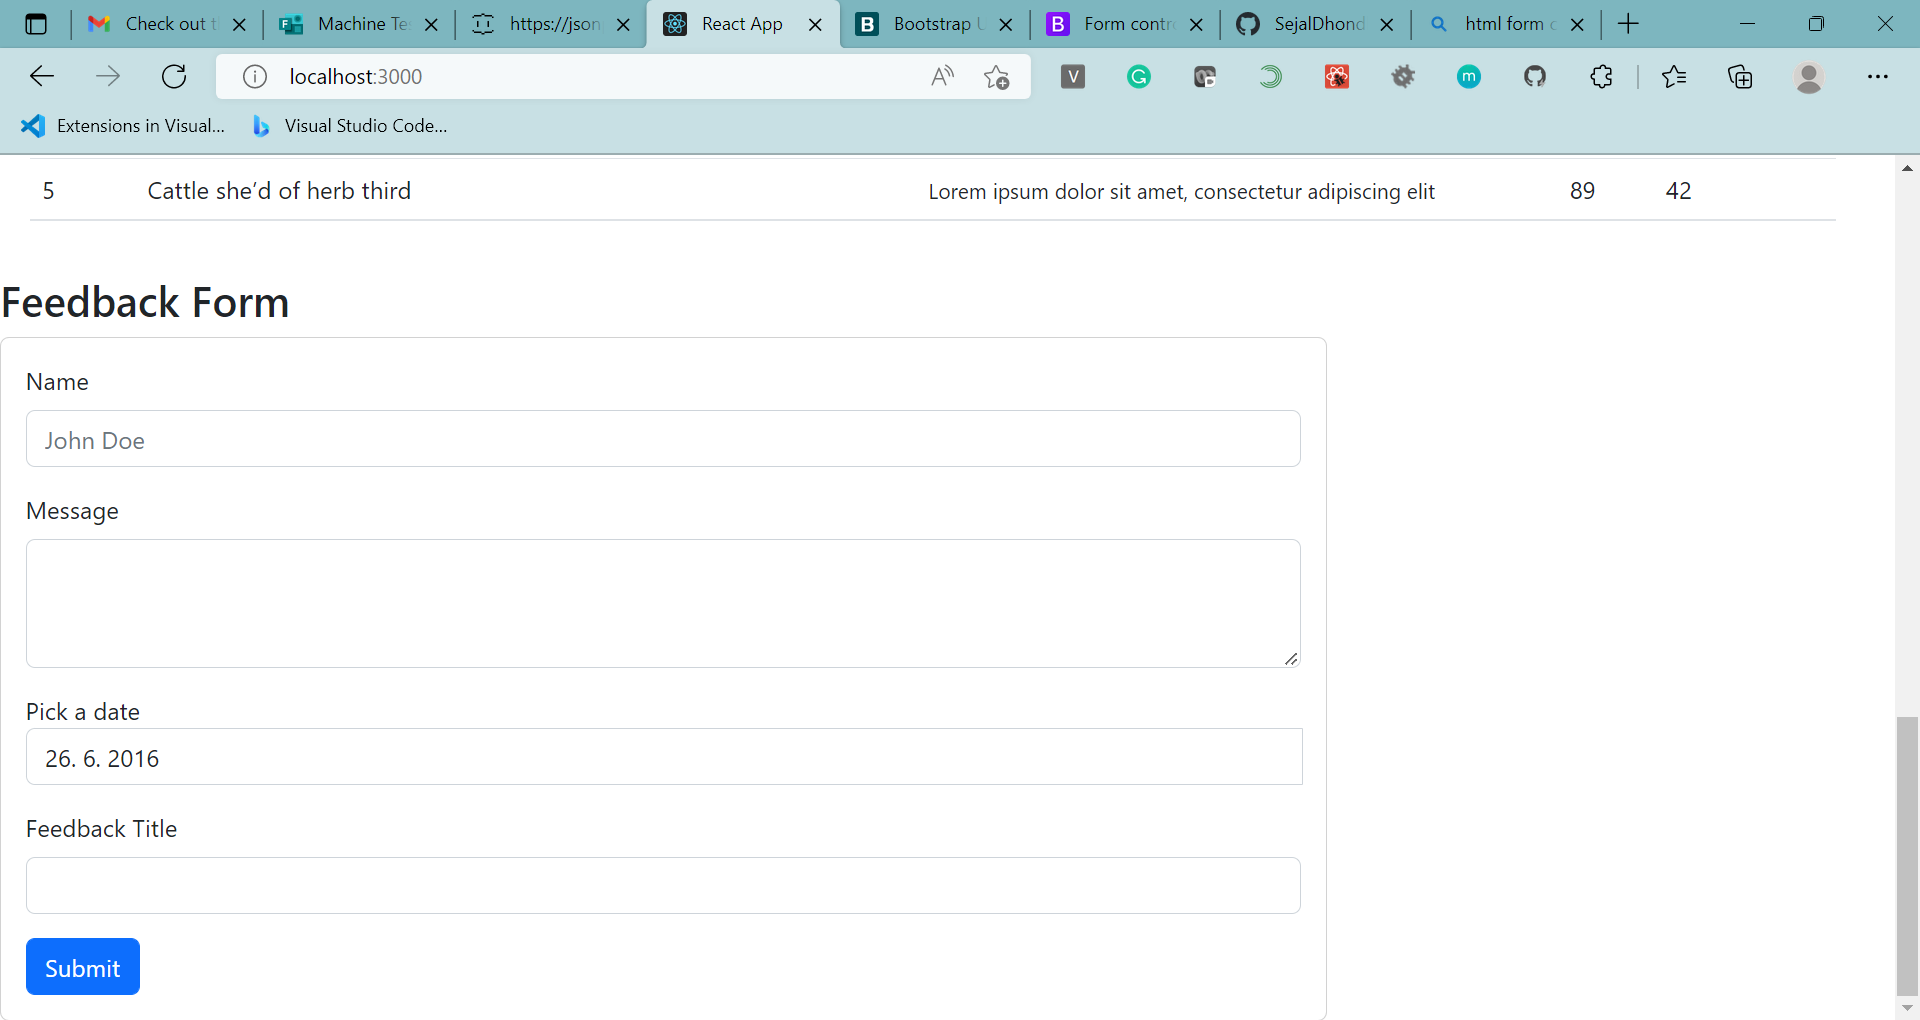 Check out t
Machine Te
https://json
React App
Bootstrap U
Form contr
SejalDhond
html form c
localhost:3000
Extensions in Visual...
Visual Studio Code...
5 Cattle she’d of herb third Lorem ipsum dolor sit amet, consectetur adipiscing elit 89 42
Feedback Form
Name
John Doe
Message
Pick a date
26. 6. 2016
Feedback Title
Submit